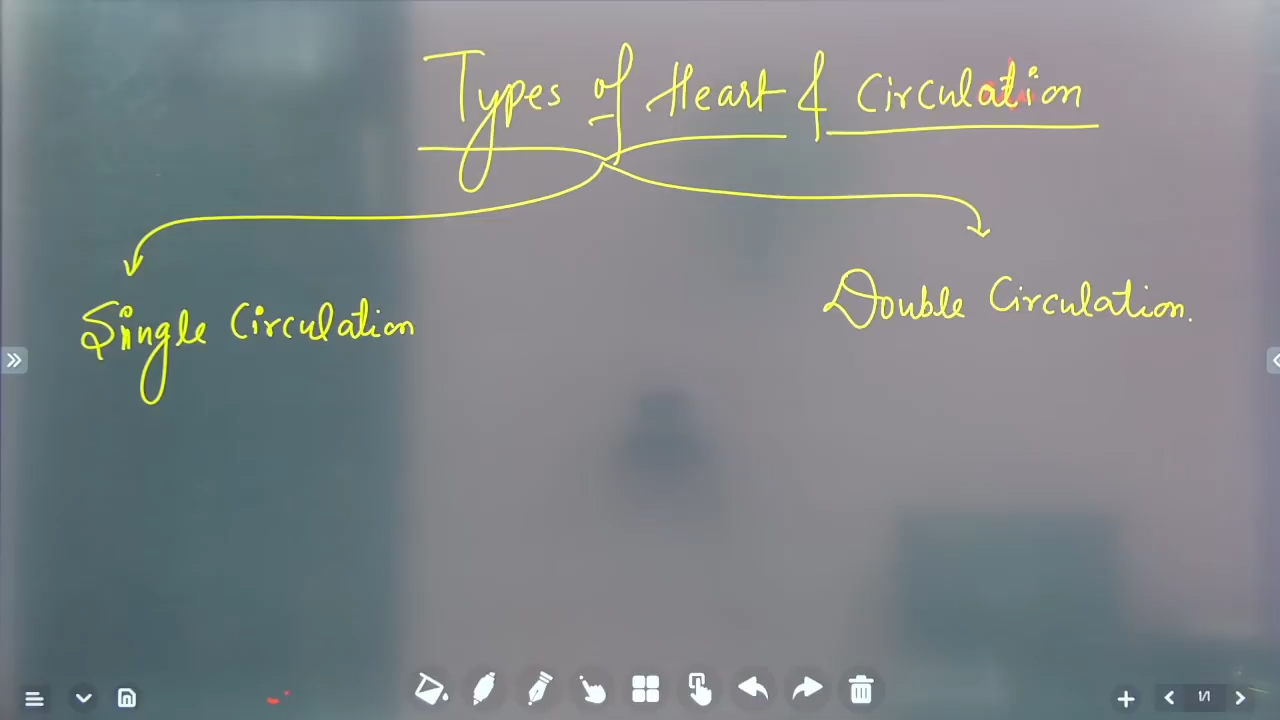 Types of Heart & Circulation
Single Circulation
Double Circulation.